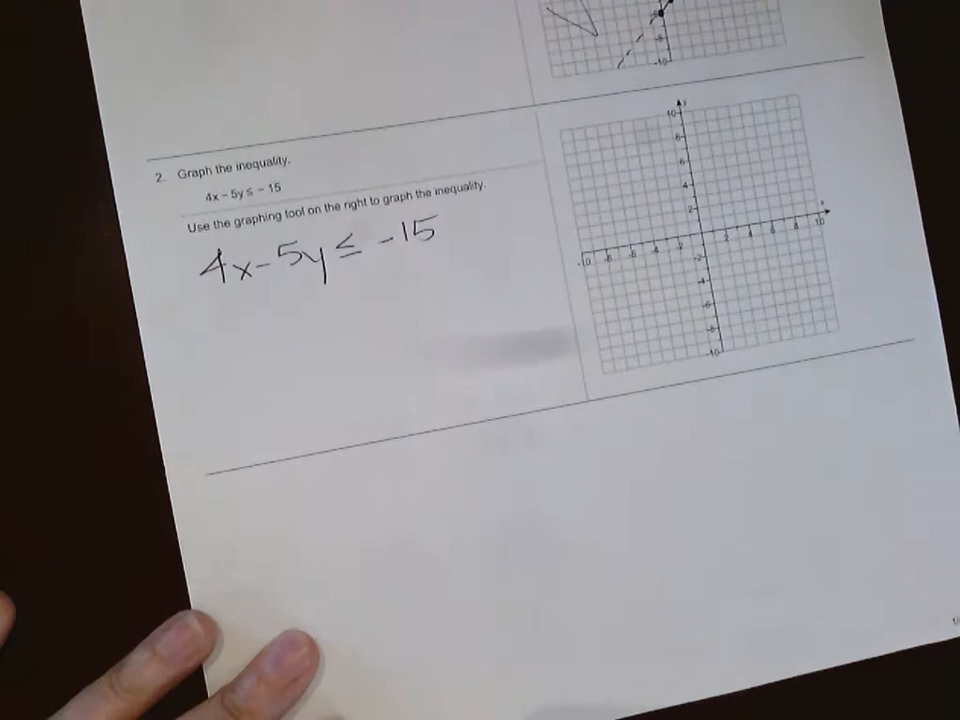 -8
-10
2. Graph the inequality.
4x - 5y ≤ - 15
Use the graphing tool on the right to graph the inequality.
4x - 5y ≤ -15
y
10
8
6
4
2
x
-10 -8 -6 -4 -2 2 4 6 8 10
-2
-4
-6
-8
-10